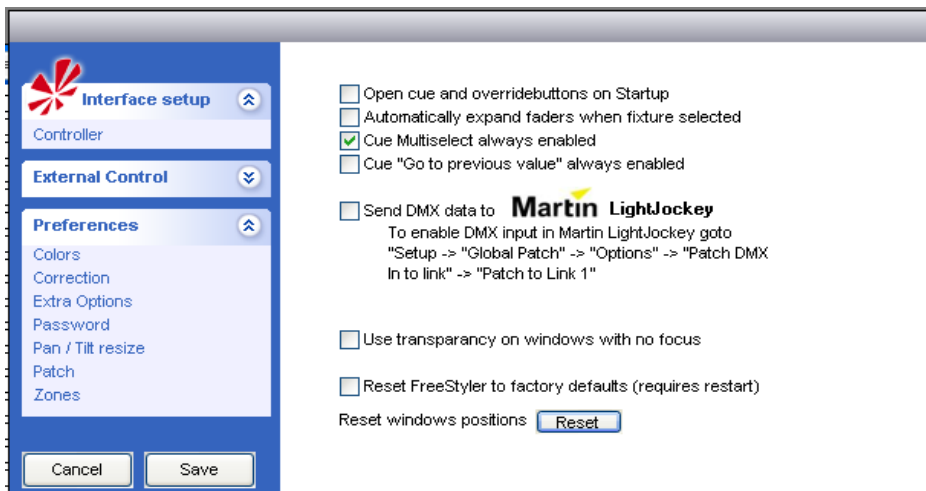 Interface setup
Controller
External Control
Preferences
Colors
Correction
Extra Options
Password
Pan / Tilt resize
Patch
Zones
Cancel
Save
Open cue and overridebuttons on Startup
Automatically expand faders when fixture selected
Cue Multiselect always enabled
Cue "Go to previous value" always enabled
Send DMX data to Martin LightJockey
To enable DMX input in Martin LightJockey goto
"Setup -> "Global Patch" -> "Options" -> "Patch DMX
In to link" -> "Patch to Link 1"
Use transparancy on windows with no focus
Reset FreeStyler to factory defaults (requires restart)
Reset windows positions Reset